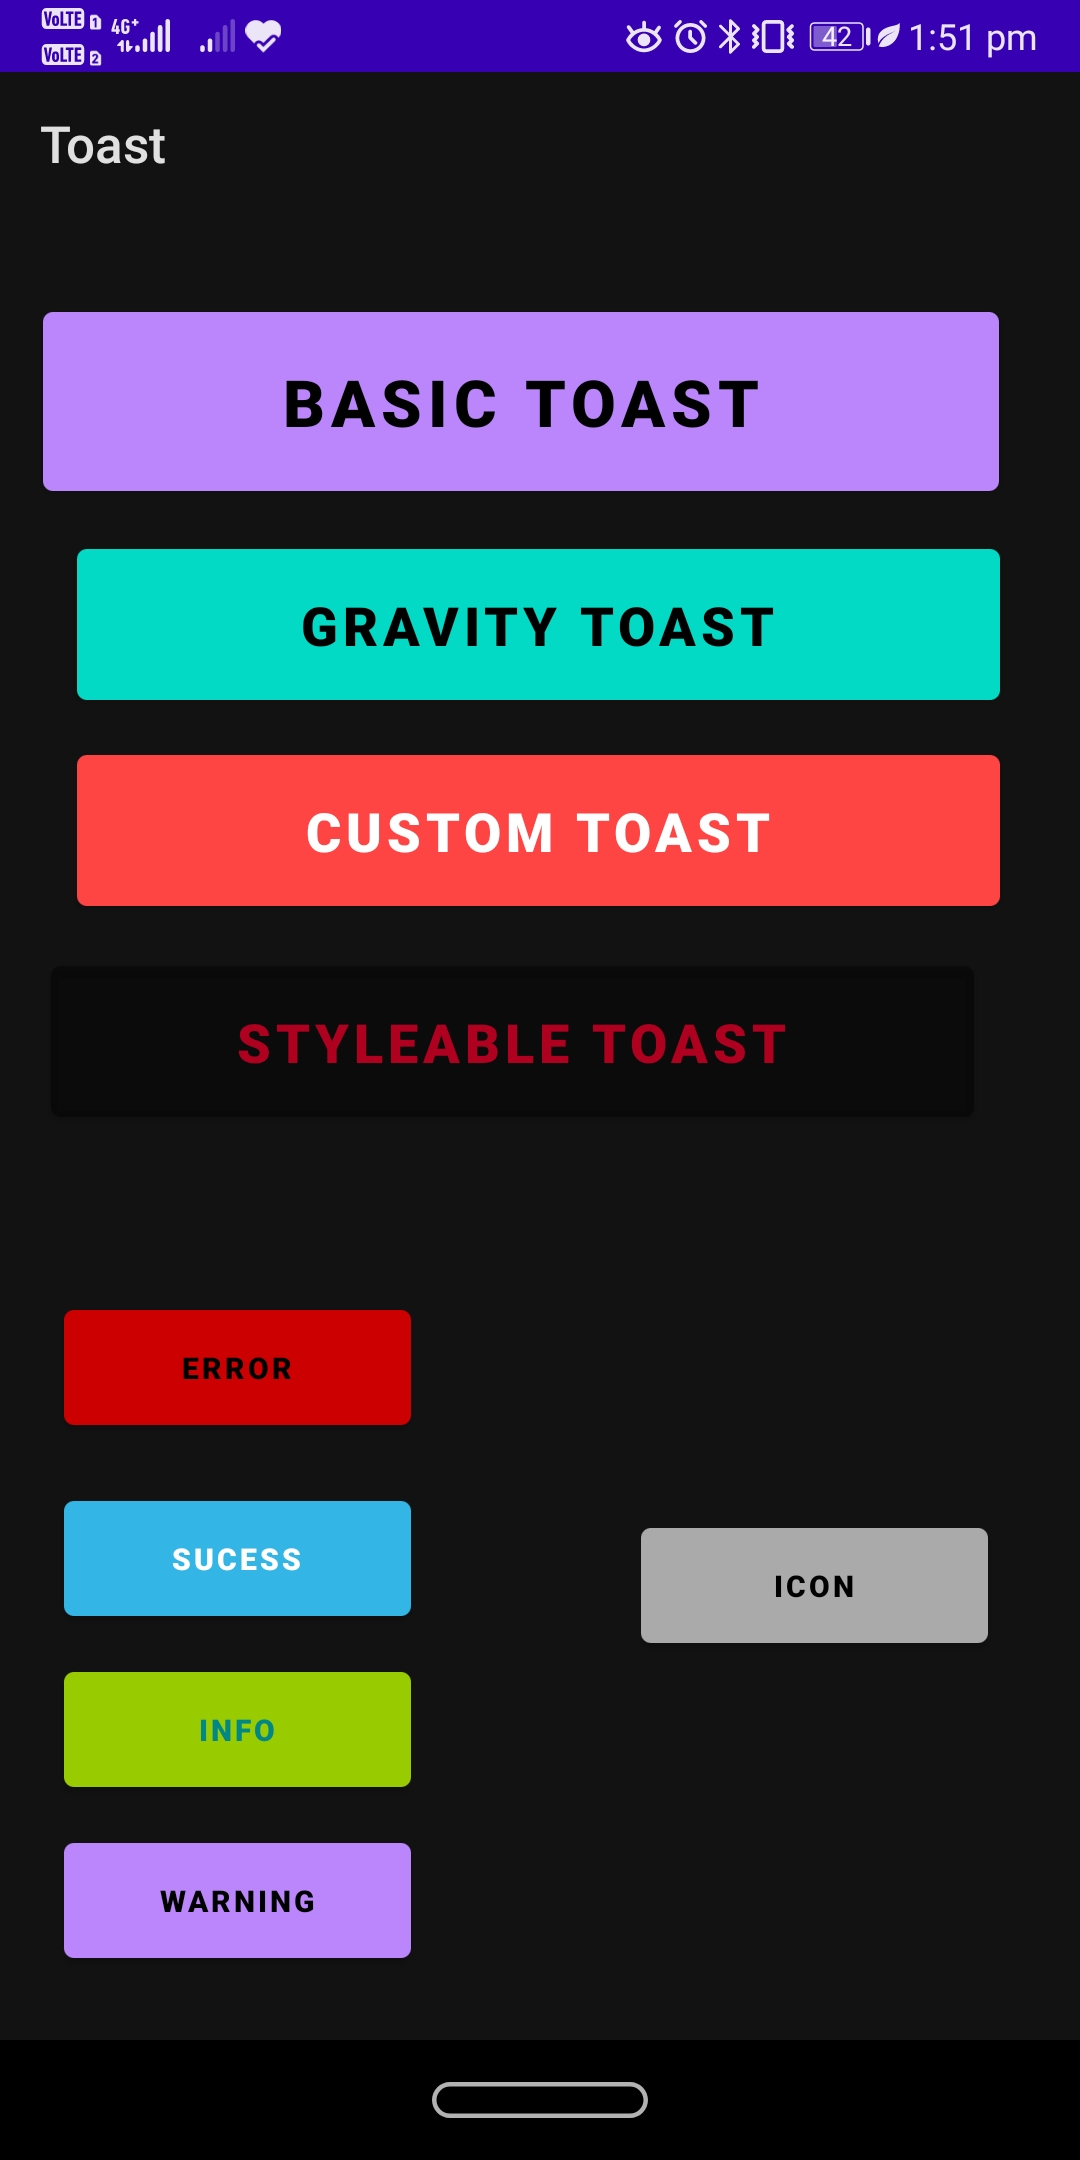 VoLTE 1 4G+ 42 1:51 pm
VoLTE 2
Toast
BASIC TOAST
GRAVITY TOAST
CUSTOM TOAST
STYLEABLE TOAST
ERROR
SUCESS
ICON
INFO
WARNING